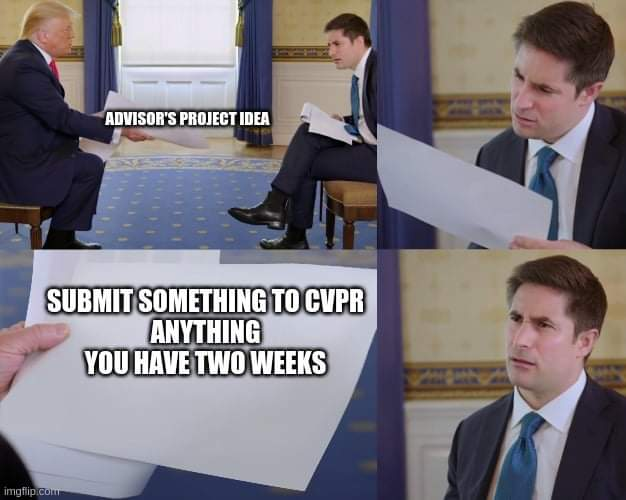 ADVISOR'S PROJECT IDEA
SUBMIT SOMETHING TO CVPR
ANYTHING
YOU HAVE TWO WEEKS
imgflip.com